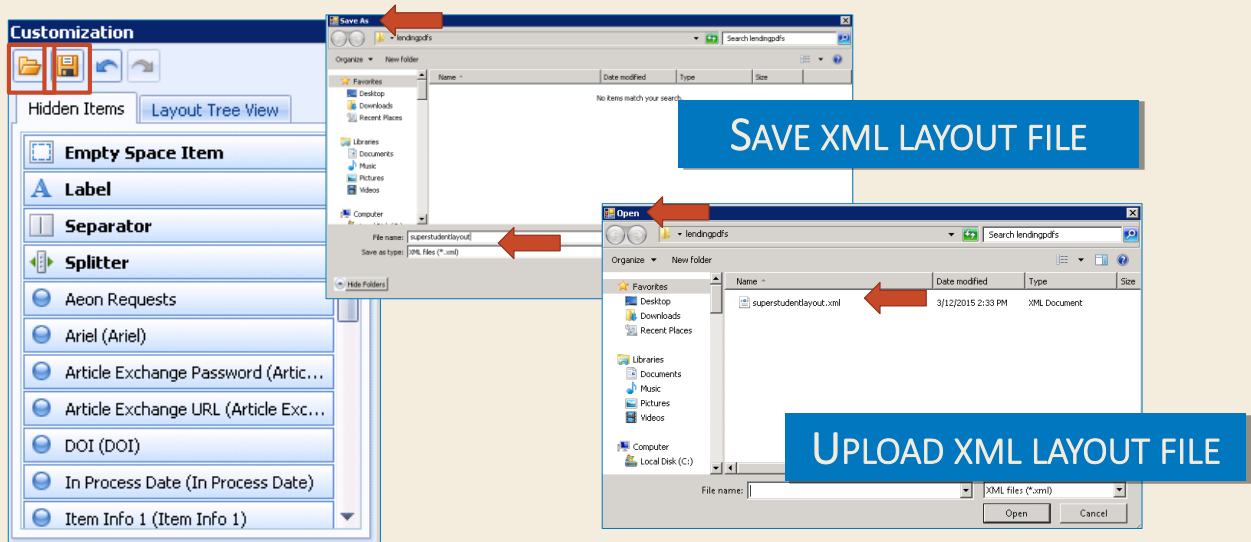 Customization
Hidden Items
Layout Tree View
Empty Space Item
Label
Separator
Splitter
Aeon Requests
Ariel (Ariel)
Article Exchange Password (Artic...
Article Exchange URL (Article Exc...
DOI (DOI)
In Process Date (In Process Date)
Item Info 1 (Item Info 1)
Save As
lendingpdfs
Search lendingpdfs
Organize
New folder
Name
Date modified
Type
Size
No items match your search.
Favorites
Desktop
Downloads
Recent Places
Libraries
Documents
Music
Pictures
Videos
Computer
File name: superstudentlayout
Save as type: XML files (*.xml)
Hide Folders
SAVE XML LAYOUT FILE
Open
lendingpdfs
Search lendingpdfs
Organize
New folder
Name
Date modified
Type
Size
superstudentlayout.xml
3/12/2015 2:33 PM
XML Document
Favorites
Desktop
Downloads
Recent Places
Libraries
Documents
Music
Pictures
Videos
Computer
Local Disk (C:)
File name:
XML files (*.xml)
Open
Cancel
UPLOAD XML LAYOUT FILE